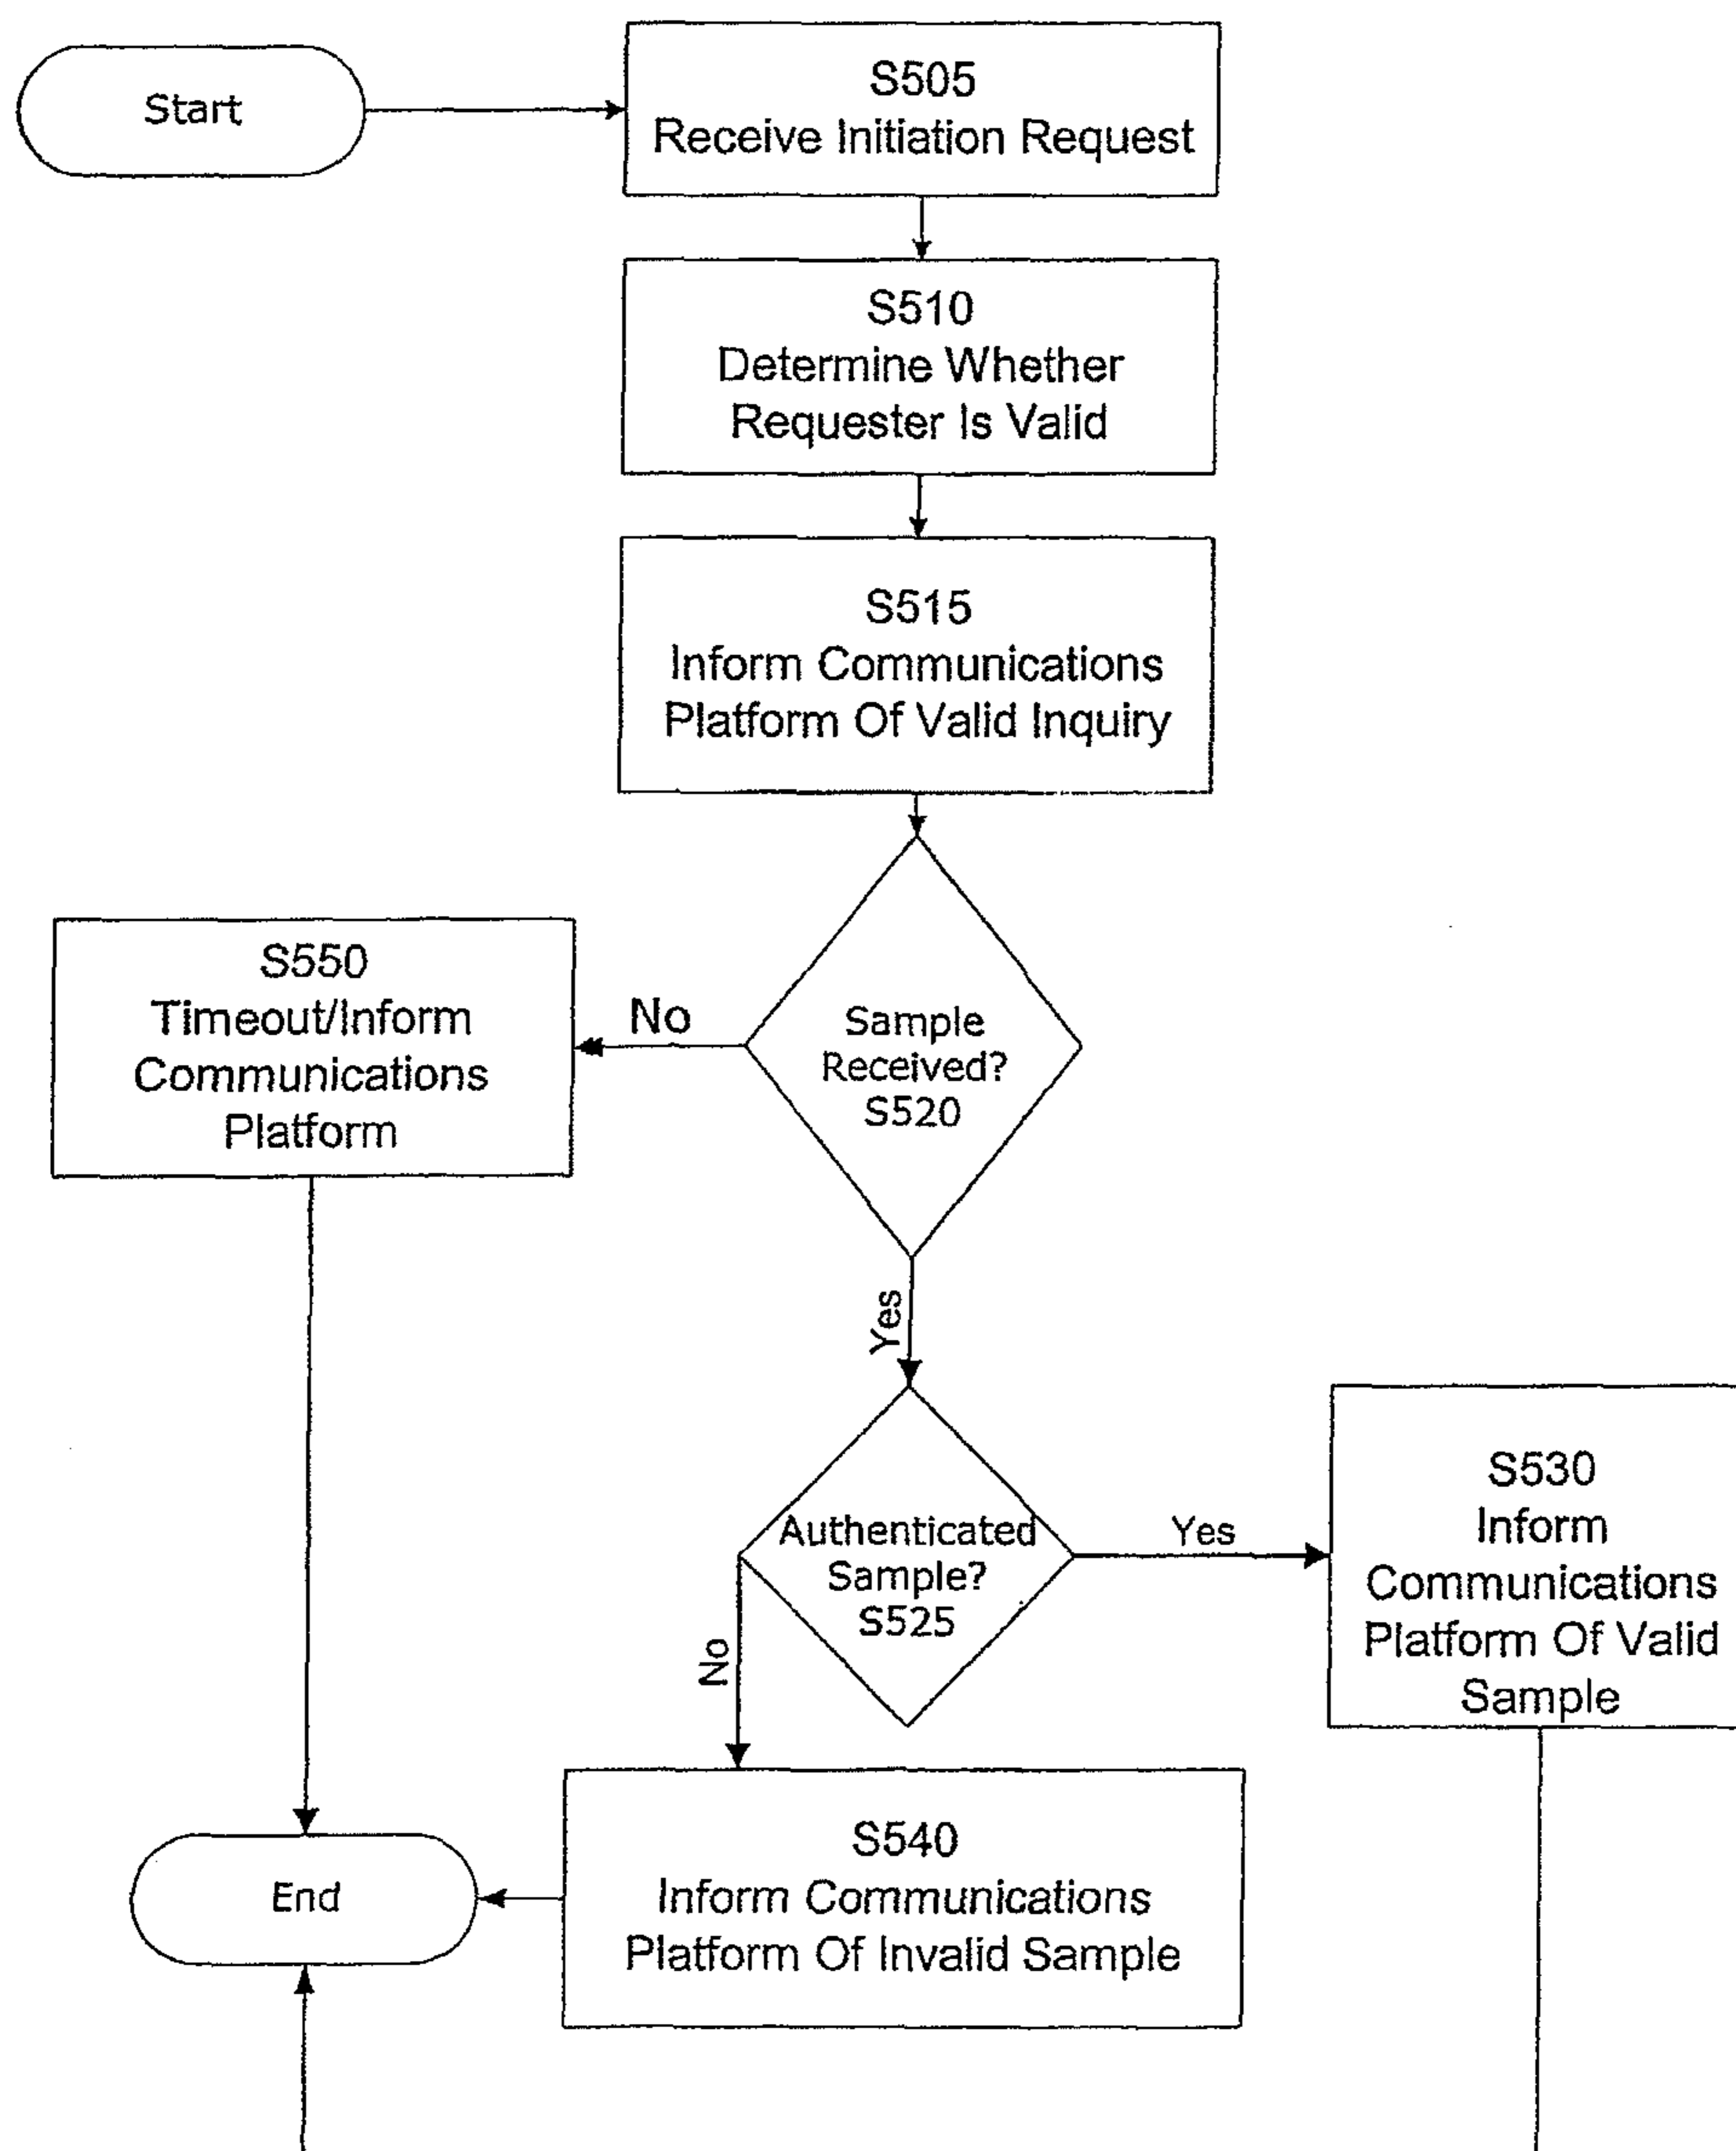 Start
S505
Receive Initiation Request
S510
Determine Whether
Requester Is Valid
S515
Inform Communications
Platform Of Valid Inquiry
S550
Timeout/Inform
Communications
Platform
No
Sample
Received?
S520
Yes
Authenticated
Sample?
S525
Yes
No
S530
Inform
Communications
Platform Of Valid
Sample
S540
Inform Communications
Platform Of Invalid Sample
End